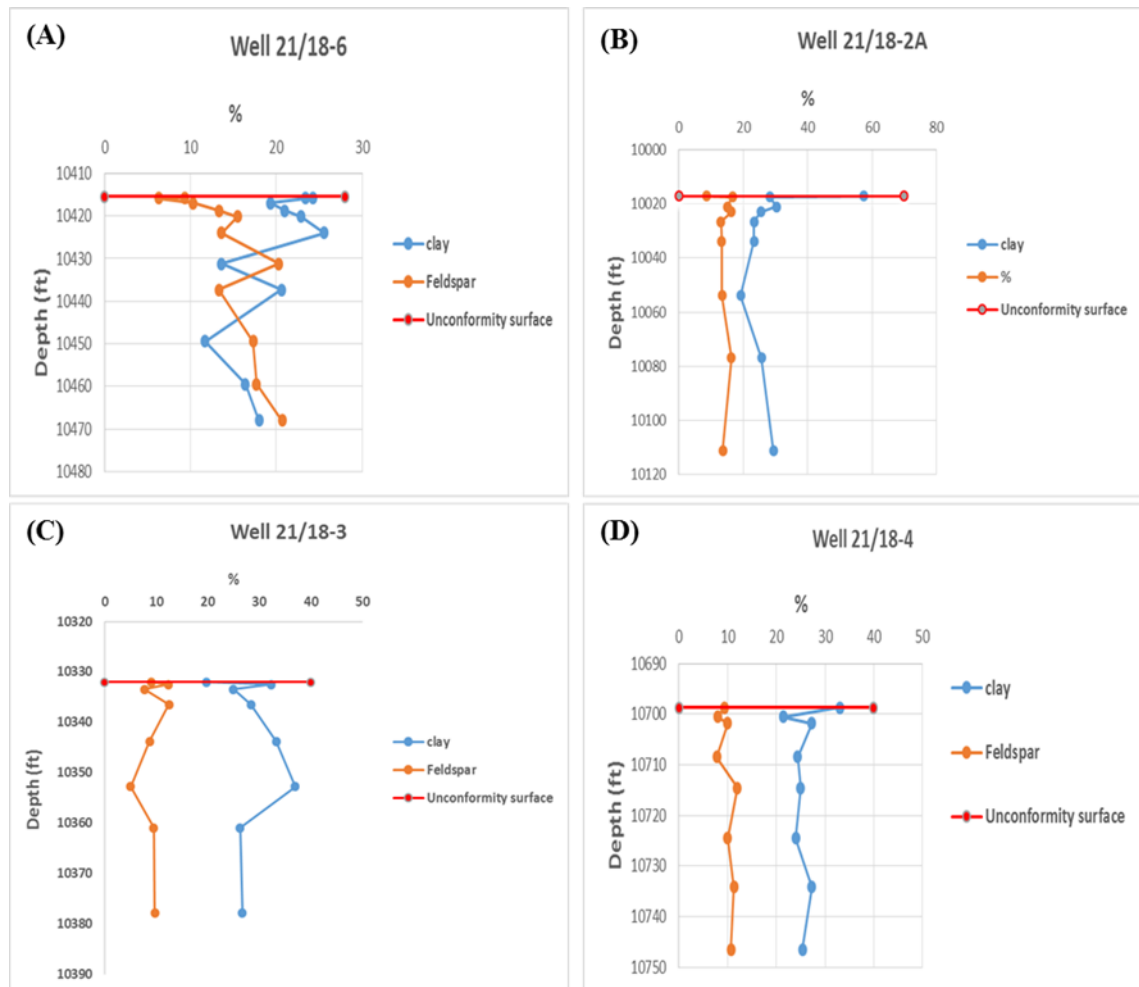 (A)
Well 21/18-6
%
0 10 20 30
10410
10420
10430
10440
10450
10460
10470
10480
Depth (ft)
clay
Feldspar
Unconformity surface
(B)
Well 21/18-2A
%
0 20 40 60 80
10000
10020
10040
10060
10080
10100
10120
Depth (ft)
clay
%
Unconformity surface
(C)
Well 21/18-3
%
0 10 20 30 40 50
10320
10330
10340
10350
10360
10370
10380
10390
Depth (ft)
clay
Feldspar
Unconformity surface
(D)
Well 21/18-4
%
0 10 20 30 40 50
10690
10700
10710
10720
10730
10740
10750
Depth (ft)
clay
Feldspar
Unconformity surface